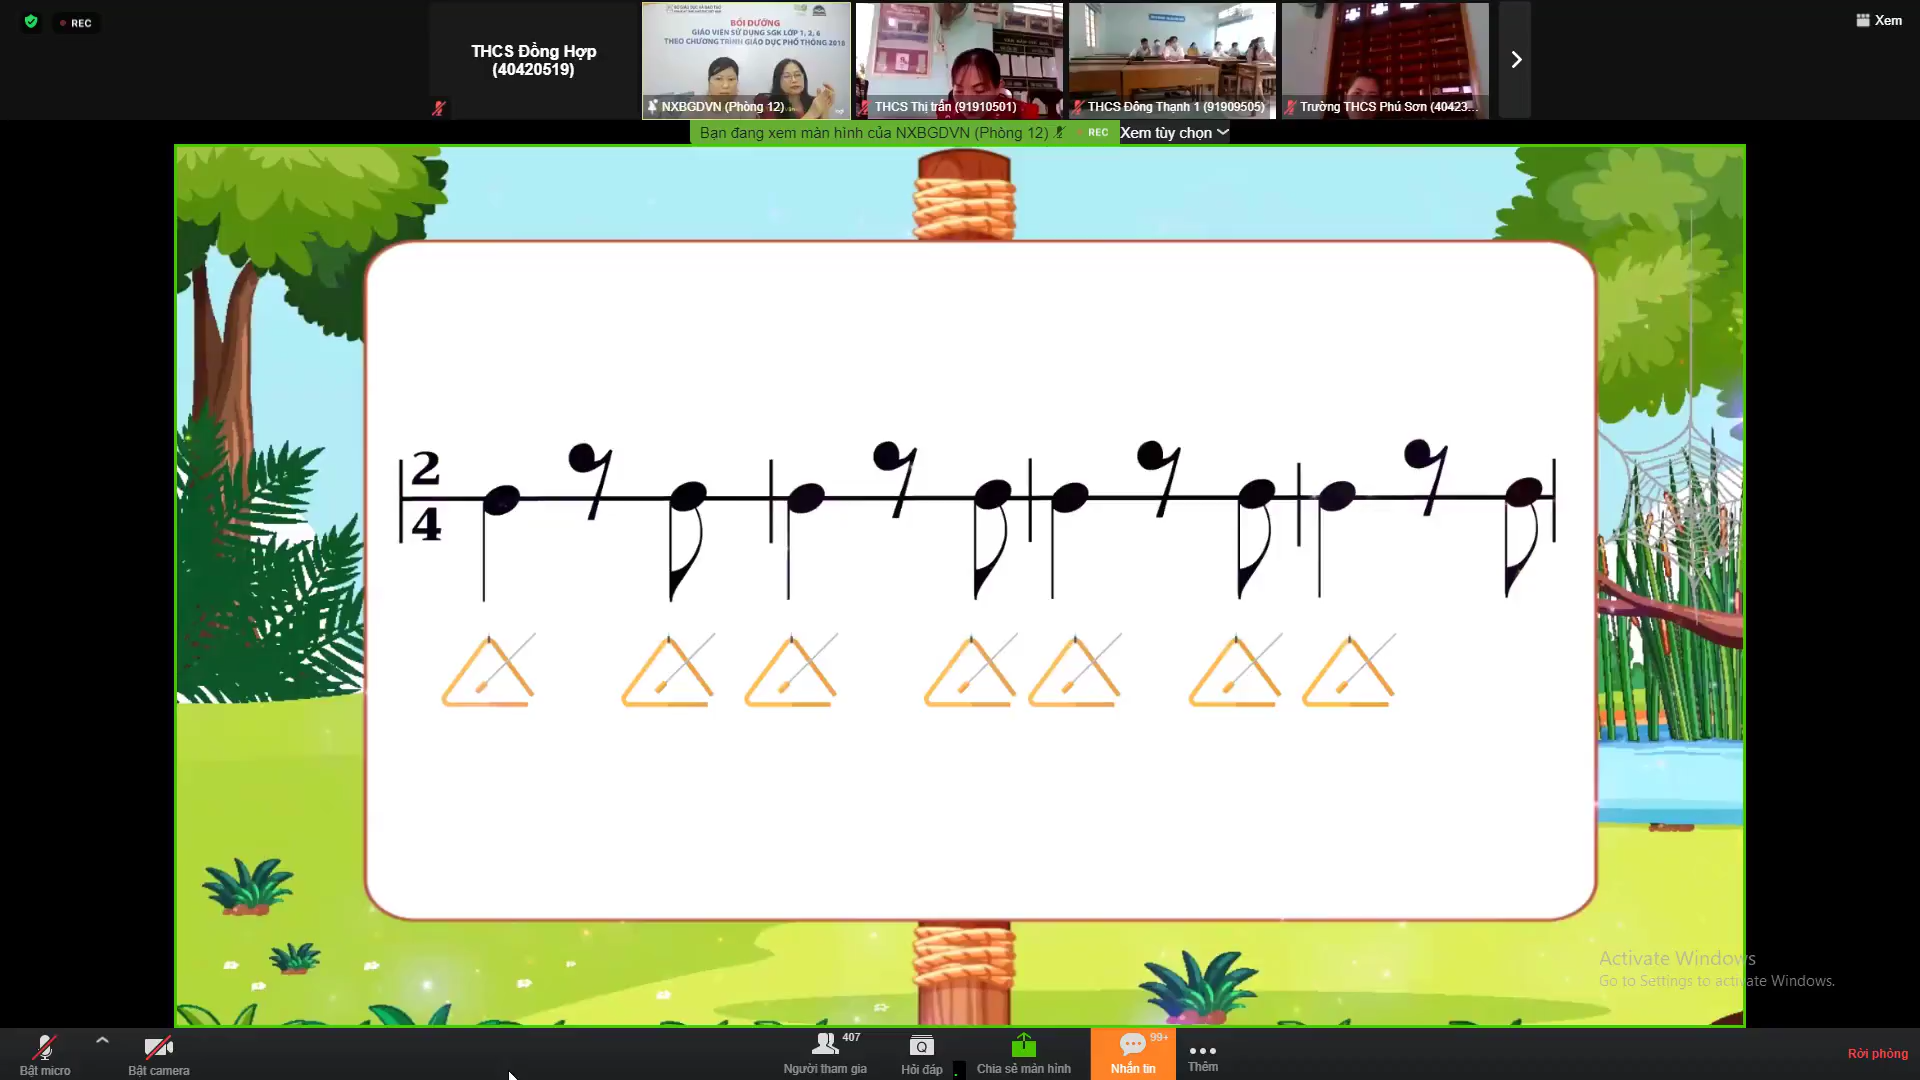 REC
THCS Đồng Hợp
(40420519)
BỒI DƯỠNG
GIÁO VIÊN SỬ DỤNG SGK LỚP 1, 2, 6
THEO CHƯƠNG TRÌNH GIÁO DỤC PHỔ THÔNG 2018
NXBGDVN (Phòng 12)
THCS Thị trấn (91910501)
THCS Đông Thạnh 1 (91909505)
Trường THCS Phú Sơn (40423...
Xem
Bạn đang xem màn hình của NXBGDVN (Phòng 12)
REC
Xem tùy chọn
2
4
Activate Windows
Go to Settings to activate Windows.
Bật micro
Bật camera
407
Người tham gia
Hỏi đáp
Chia sẻ màn hình
99+
Nhắn tin
Thêm
Rời phòng